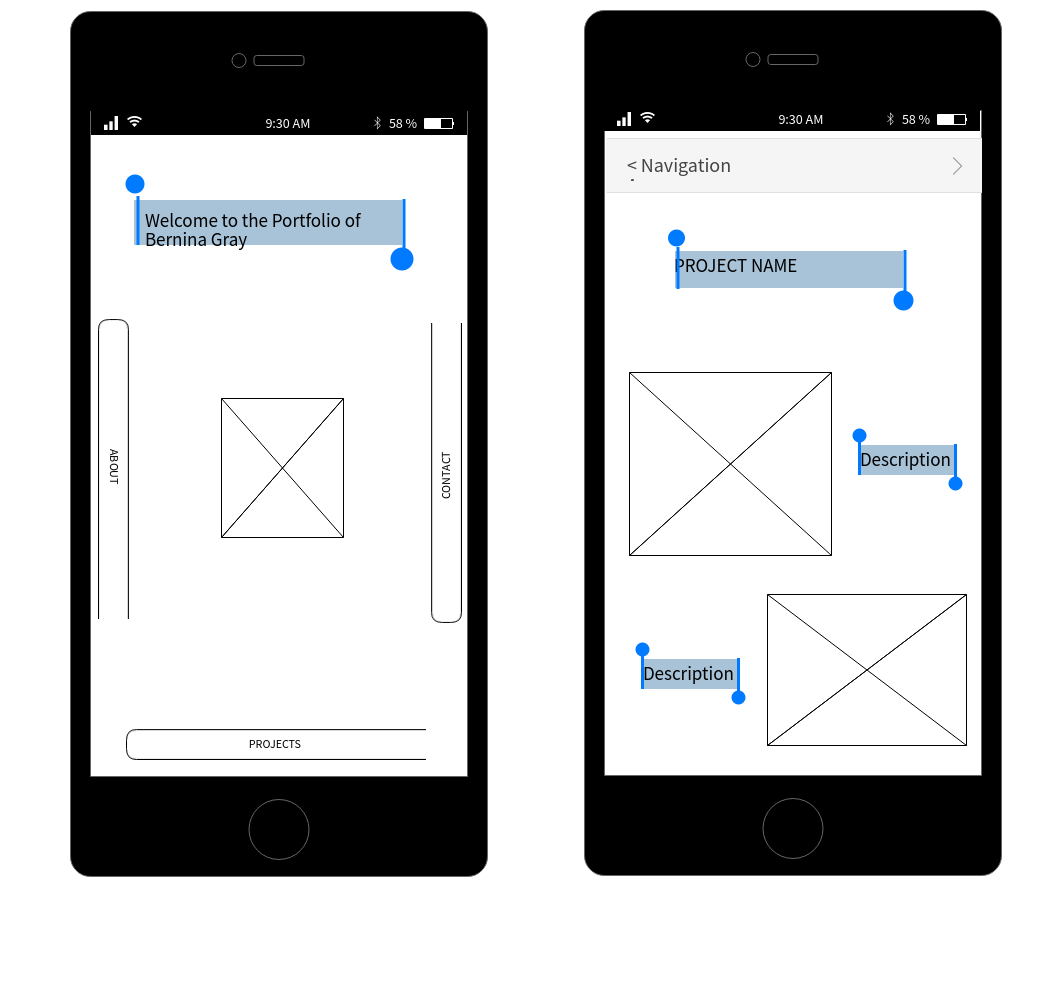 9:30 AM
58 %
Welcome to the Portfolio of
Bernina Gray
ABOUT
CONTACT
PROJECTS
9:30 AM
58 %
< Navigation
PROJECT NAME
Description
Description